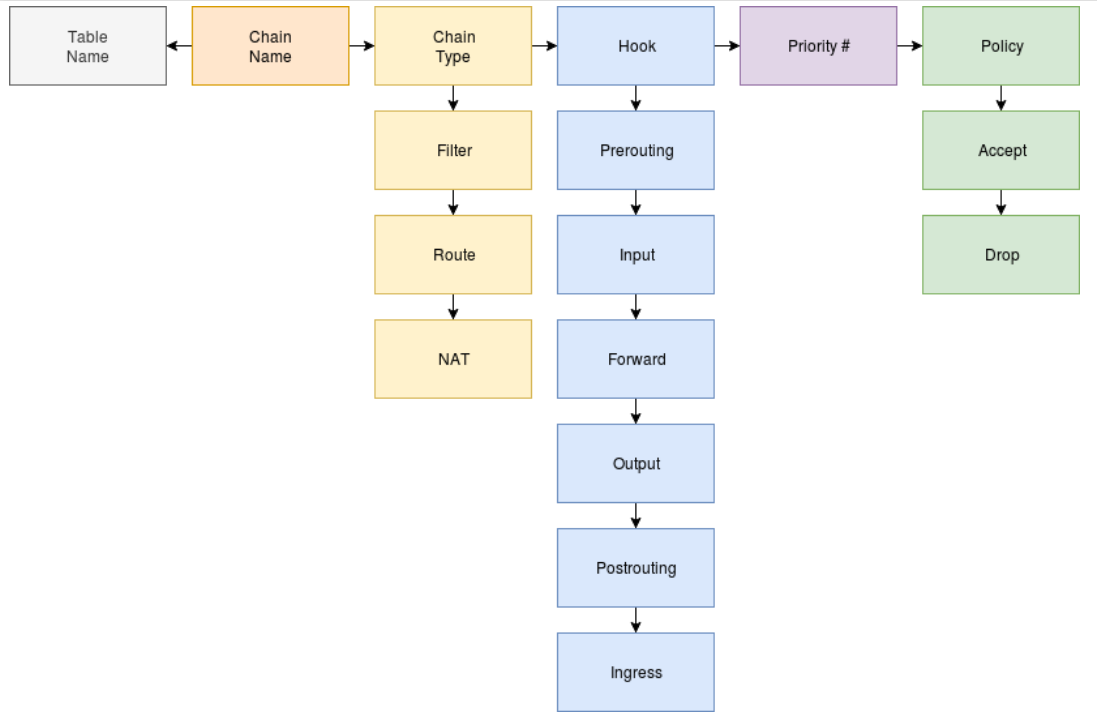 Table
Name
Chain
Name
Chain
Type
Hook
Priority #
Policy
Filter
Prerouting
Accept
Route
Input
Drop
NAT
Forward
Output
Postrouting
Ingress